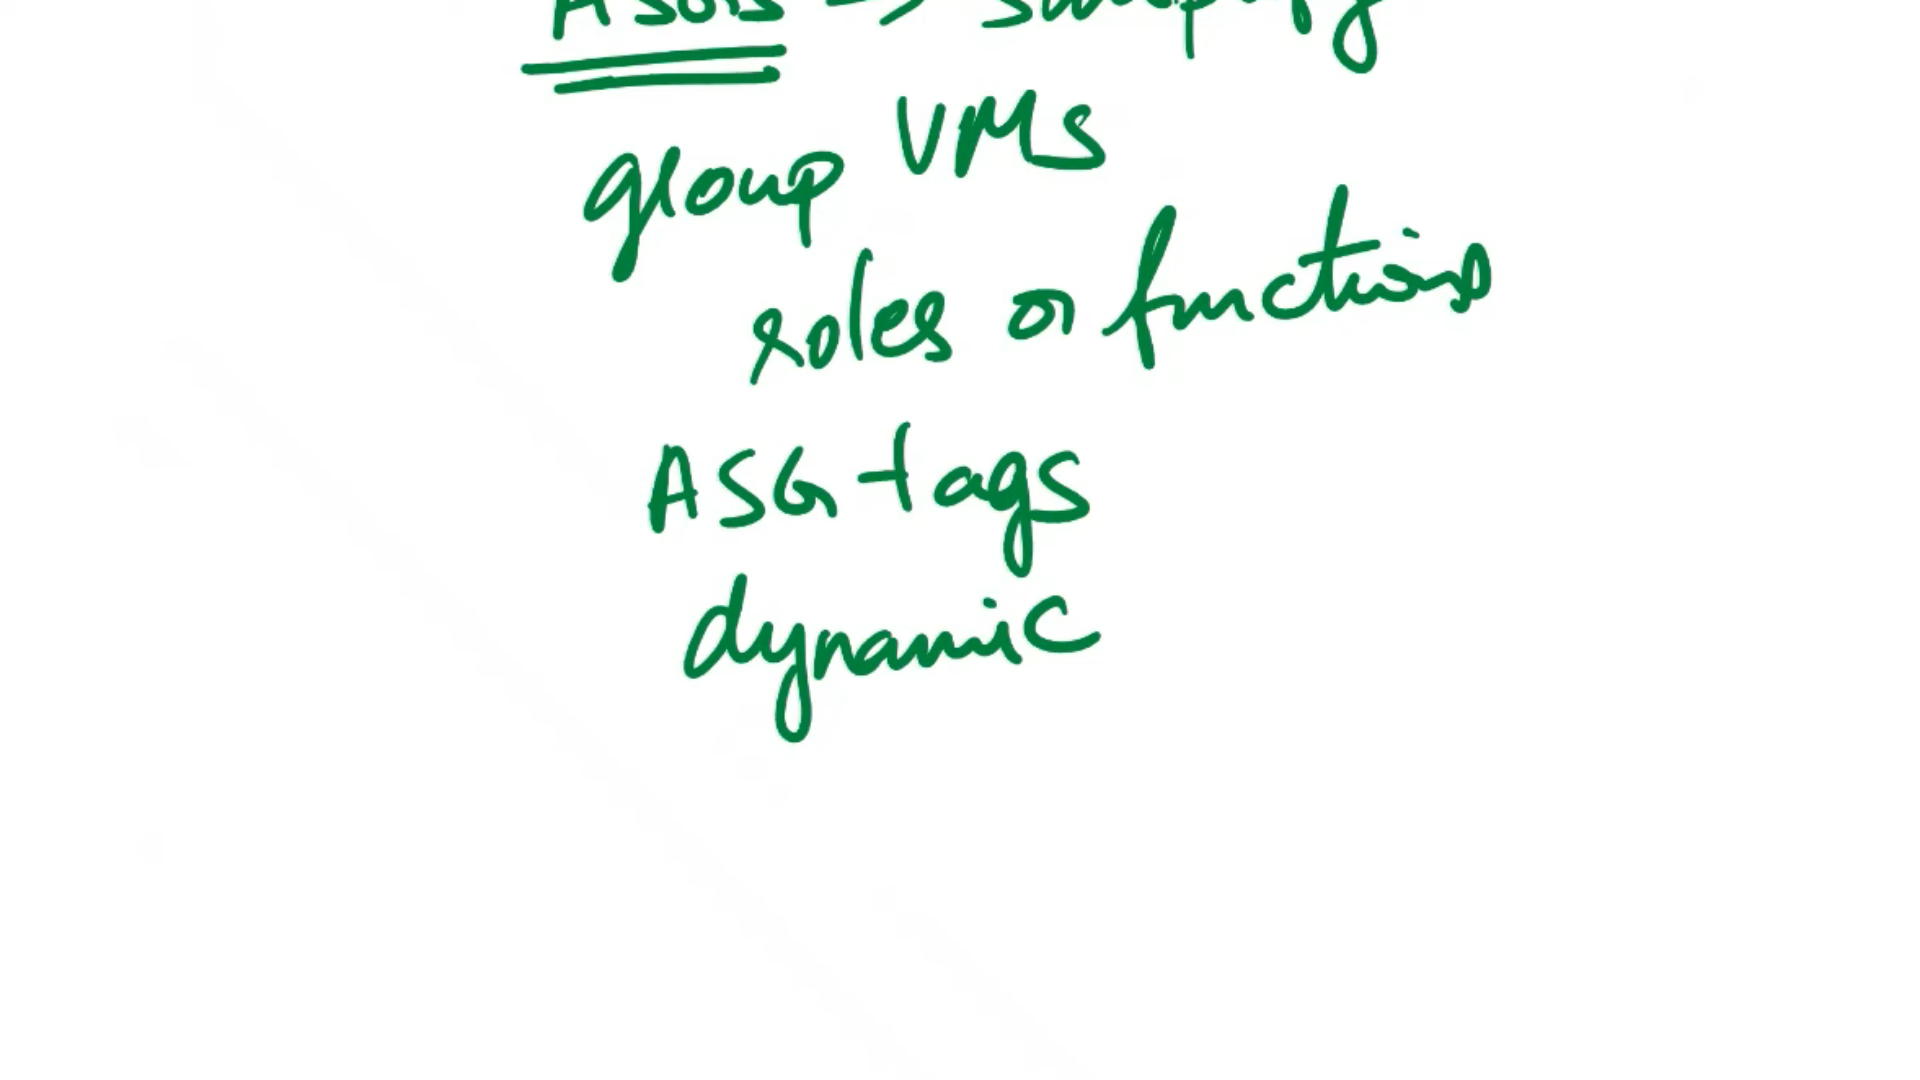 ASGs → simplify
group VMs
roles or functions
ASG tags
dynamic